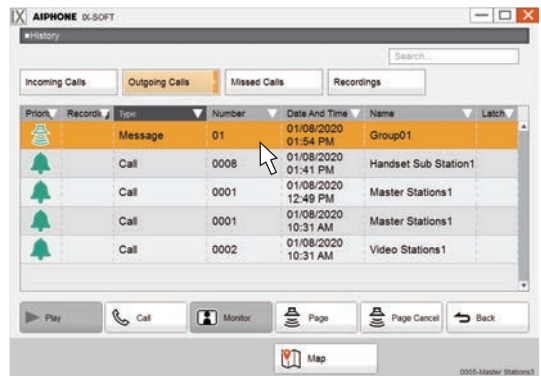 IX AIPHONE IX-SOFT
■History
Search...
Incoming Calls Outgoing Calls Missed Calls Recordings
Priority Recording Type Number Date And Time Name Latch
Message 01 01/08/2020 01:54 PM Group01
Call 0008 01/08/2020 01:41 PM Handset Sub Station1
Call 0001 01/08/2020 12:49 PM Master Stations1
Call 0001 01/08/2020 10:31 AM Master Stations1
Call 0002 01/08/2020 10:31 AM Video Stations1
Play Call Monitor Page Page Cancel Back
Map
0005-Master Stations3